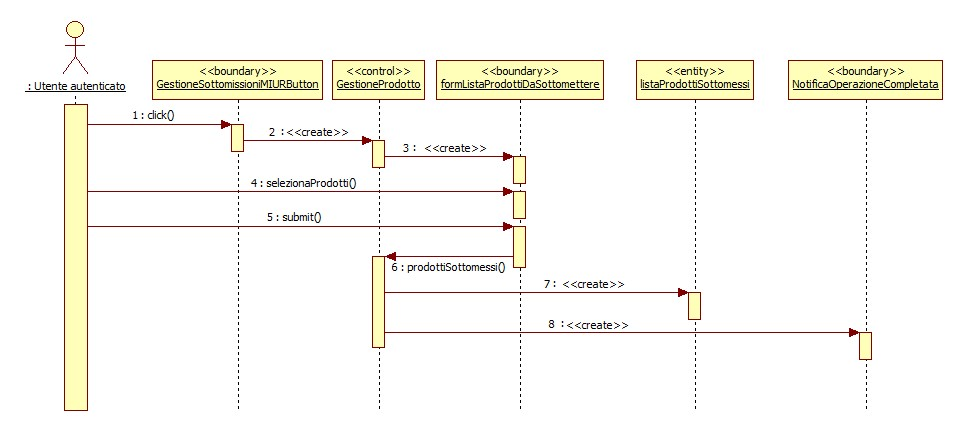 : Utente autenticato
<<boundary>>
GestioneSottomissioniMIURButton
<<control>>
GestioneProdotto
<<boundary>>
formListaProdottiDaSottomettere
<<entity>>
listaProdottiSottomessi
<<boundary>>
NotificaOperazioneCompletata
1 : click()
2 : <<create>>
3 : <<create>>
4 : selezionaProdotti()
5 : submit()
6 : prodottiSottomessi()
7 : <<create>>
8 : <<create>>